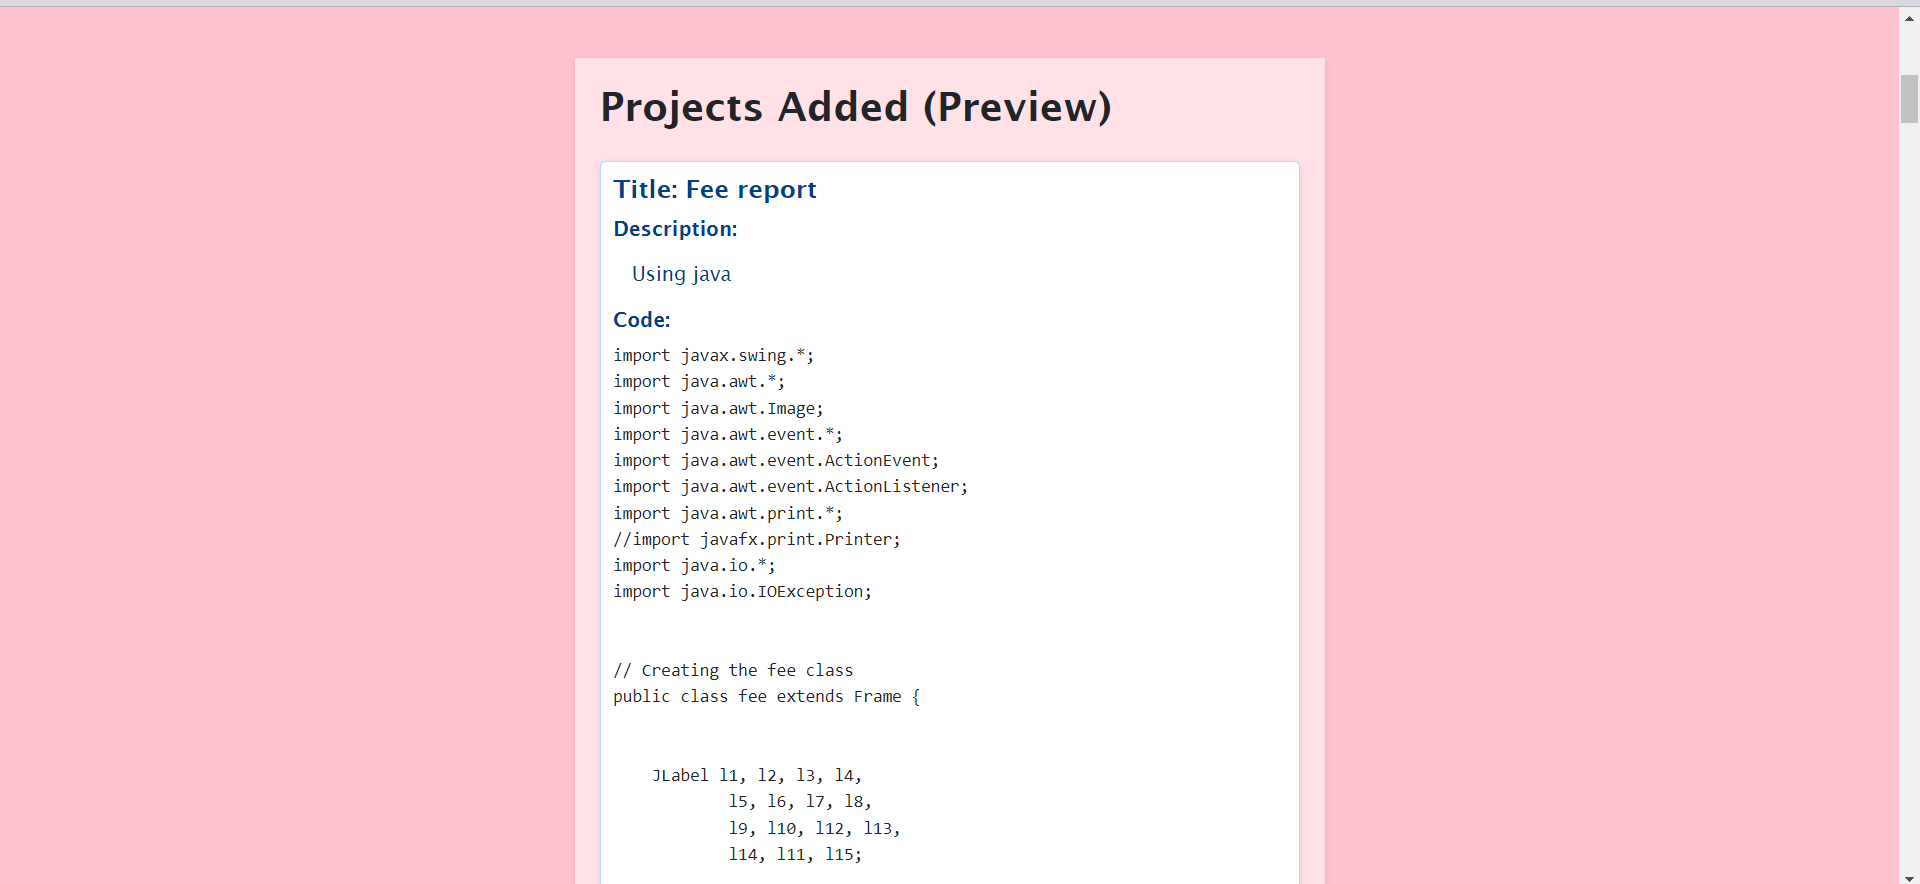 Projects Added (Preview)
Title: Fee report
Description:
Using java
Code:
import javax.swing.*;
import java.awt.*;
import java.awt.Image;
import java.awt.event.*;
import java.awt.event.ActionEvent;
import java.awt.event.ActionListener;
import java.awt.print.*;
//import javafx.print.Printer;
import java.io.*;
import java.io.IOException;
// Creating the fee class
public class fee extends Frame {
JLabel l1, l2, l3, l4,
l5, l6, l7, l8,
l9, l10, l12, l13,
l14, l11, l15;